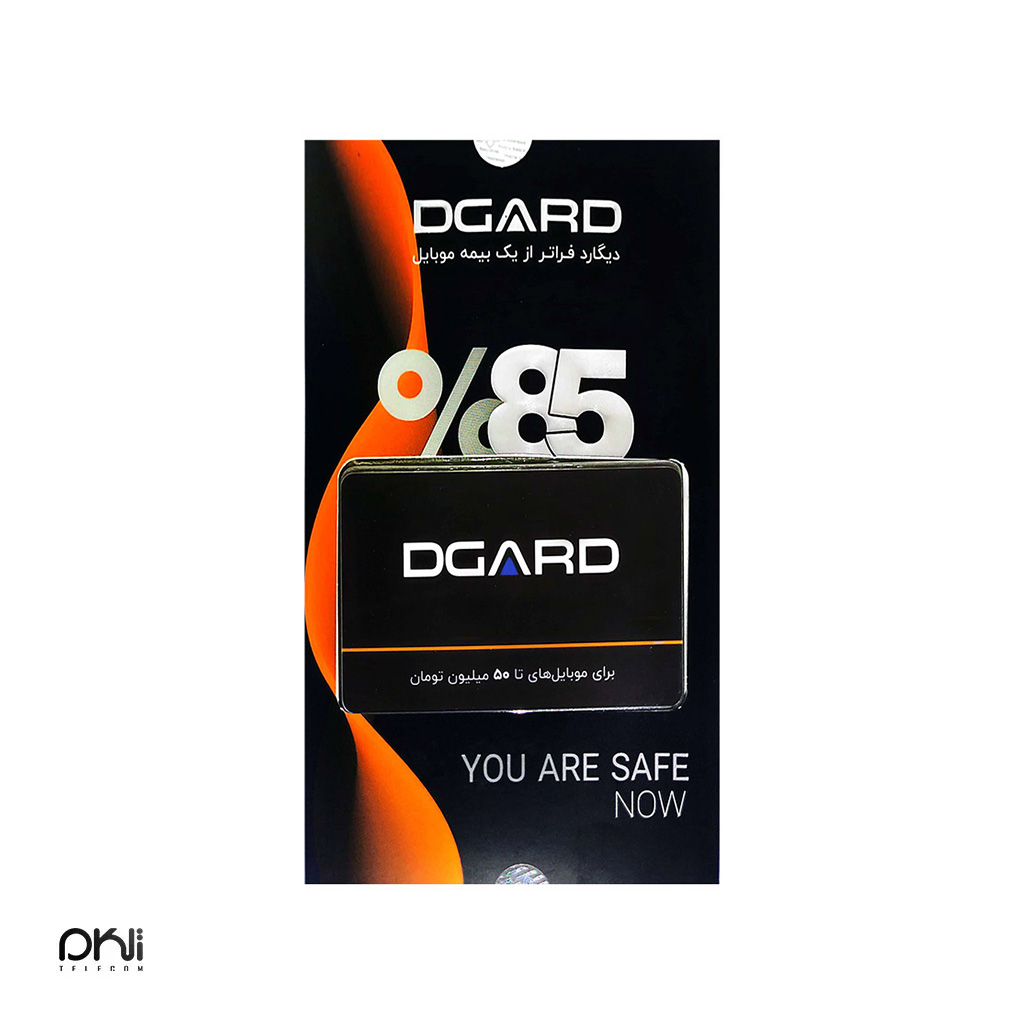 DGARD
دیگارد فراتر از یک بیمه موبایل
%85
DGARD
برای موبایل‌های تا ۵۰ میلیون تومان
YOU ARE SAFE
NOW
TELECOM